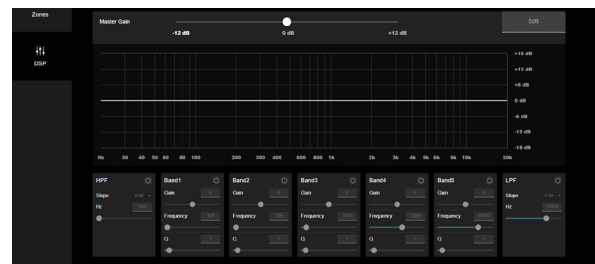 Zones
Master Gain
-12 dB 0 dB +12 dB
0dB
DSP
+18 dB
+12 dB
+6 dB
0 dB
-6 dB
-12 dB
-18 dB
Hz 30 40 50 60 80 100 200 300 400 600 800 1k 2k 3k 4k 5k 6k 8k 10k 20k
HPF Band1 Band2 Band3 Band4 Band5 LPF
Slope Gain Gain Gain Gain Gain Slope
Hz Hz
Frequency Frequency Frequency Frequency Frequency
Q Q Q Q Q